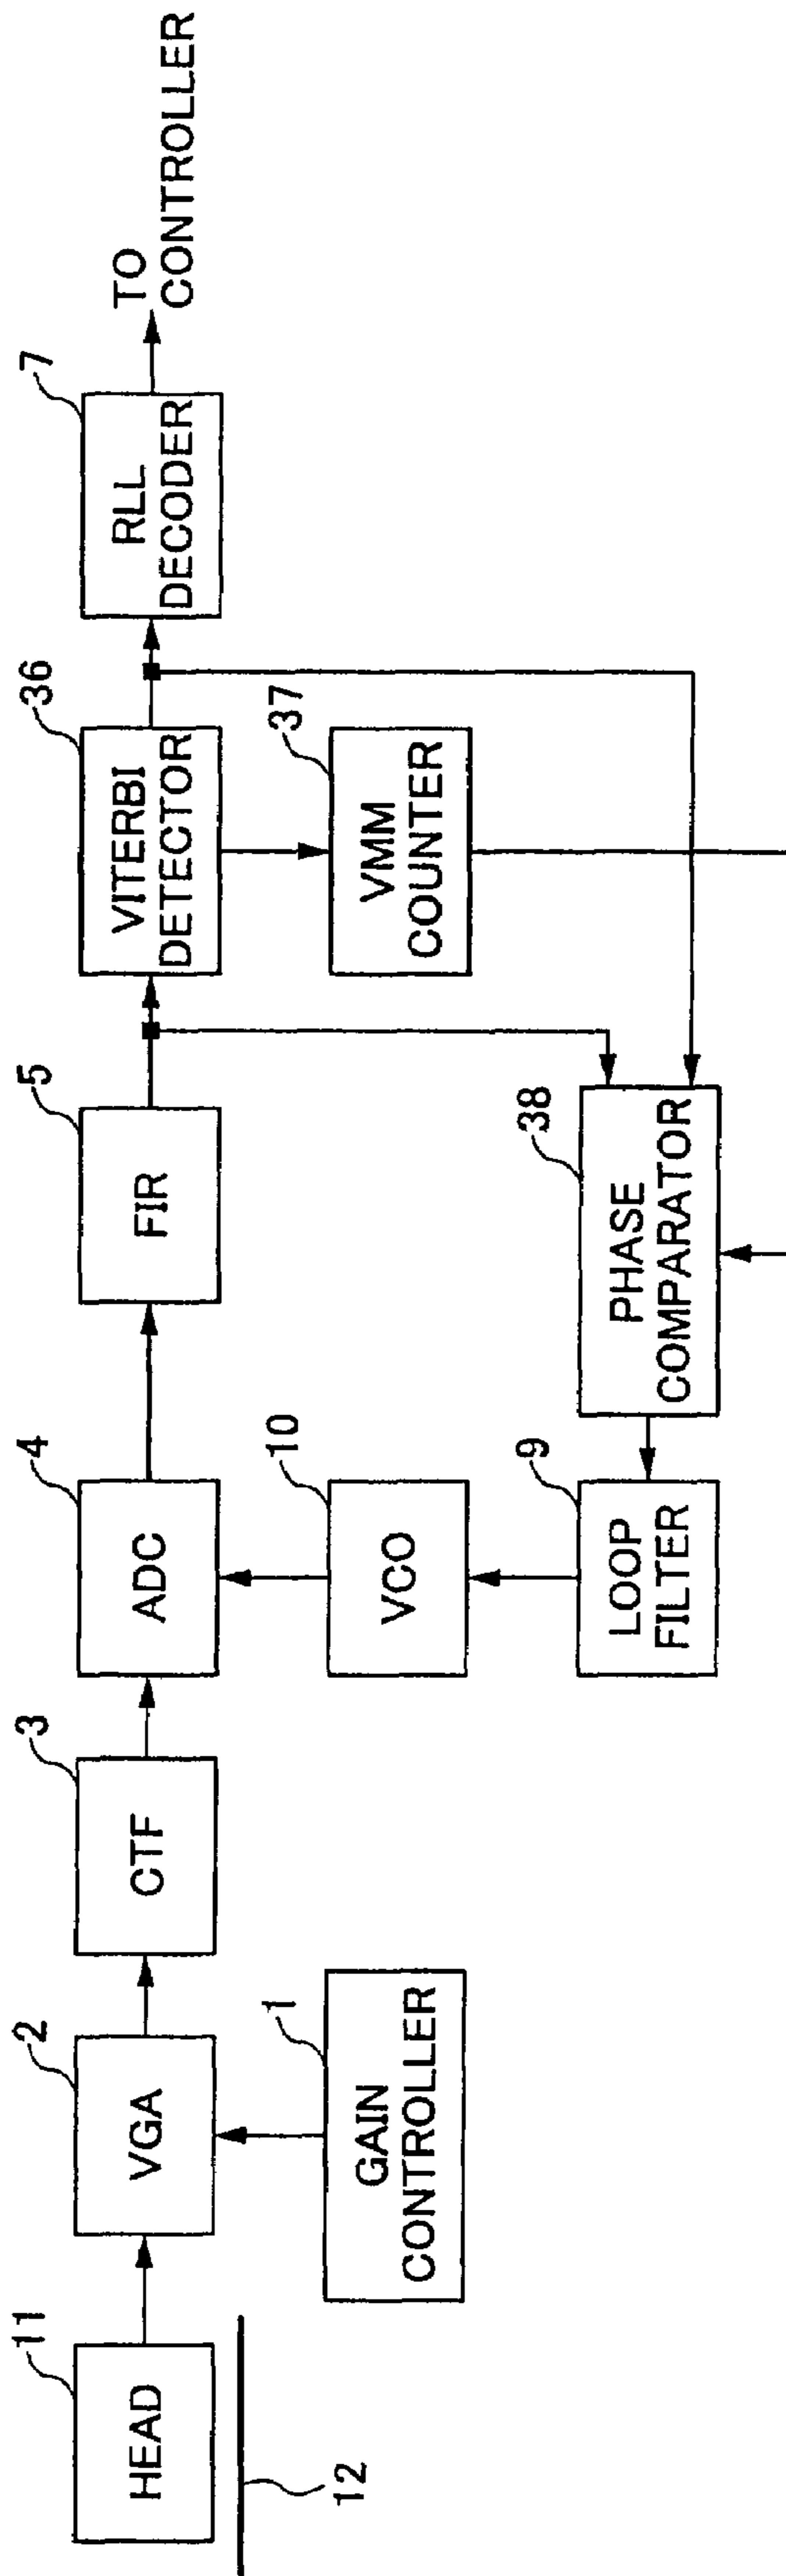 11
HEAD
12
2
VGA
1
GAIN
CONTROLLER
3
CTF
4
ADC
10
VCO
9
LOOP
FILTER
5
FIR
38
PHASE
COMPARATOR
36
VITERBI
DETECTOR
37
VMM
COUNTER
7
RLL
DECODER
TO
CONTROLLER